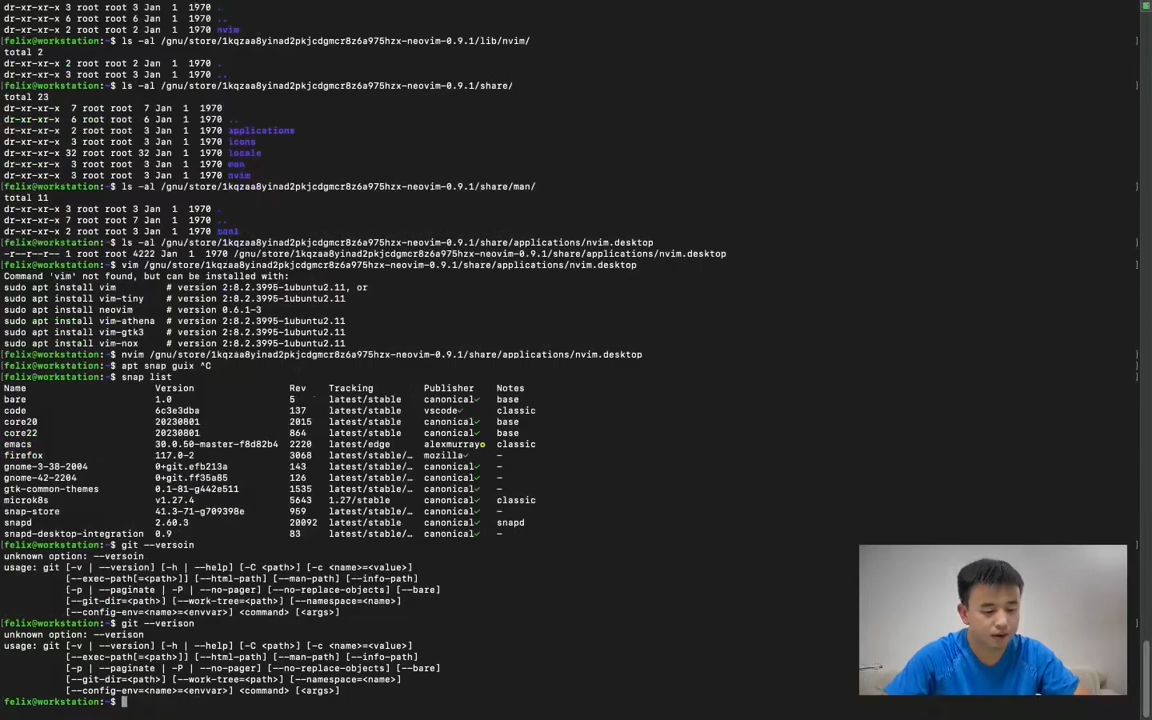 dr-xr-xr-x 3 root root 3 Jan  1  1970 .
dr-xr-xr-x 6 root root 6 Jan  1  1970 ..
dr-xr-xr-x 2 root root 2 Jan  1  1970 nvim
[felix@workstation:~$ ls -al /gnu/store/1kqzaa8yinad2pkjcdgmcr8z6a975hzx-neovim-0.9.1/lib/nvim/ ]
total 2
dr-xr-xr-x 2 root root 2 Jan  1  1970 .
dr-xr-xr-x 3 root root 3 Jan  1  1970 ..
[felix@workstation:~$ ls -al /gnu/store/1kqzaa8yinad2pkjcdgmcr8z6a975hzx-neovim-0.9.1/share/ ]
total 23
dr-xr-xr-x  7 root root  7 Jan  1  1970 .
dr-xr-xr-x  6 root root  6 Jan  1  1970 ..
dr-xr-xr-x  2 root root  3 Jan  1  1970 applications
dr-xr-xr-x  3 root root  3 Jan  1  1970 icons
dr-xr-xr-x 32 root root 32 Jan  1  1970 locale
dr-xr-xr-x  3 root root  3 Jan  1  1970 man
dr-xr-xr-x  3 root root  3 Jan  1  1970 nvim
[felix@workstation:~$ ls -al /gnu/store/1kqzaa8yinad2pkjcdgmcr8z6a975hzx-neovim-0.9.1/share/man/ ]
total 11
dr-xr-xr-x 3 root root 3 Jan  1  1970 .
dr-xr-xr-x 7 root root 7 Jan  1  1970 ..
dr-xr-xr-x 2 root root 3 Jan  1  1970 man1
[felix@workstation:~$ ls -al /gnu/store/1kqzaa8yinad2pkjcdgmcr8z6a975hzx-neovim-0.9.1/share/applications/nvim.desktop ]
-r--r--r-- 1 root root 4222 Jan  1  1970 /gnu/store/1kqzaa8yinad2pkjcdgmcr8z6a975hzx-neovim-0.9.1/share/applications/nvim.desktop
[felix@workstation:~$ vim /gnu/store/1kqzaa8yinad2pkjcdgmcr8z6a975hzx-neovim-0.9.1/share/applications/nvim.desktop ]
Command 'vim' not found, but can be installed with:
sudo apt install vim         # version 2:8.2.3995-1ubuntu2.11, or
sudo apt install vim-tiny    # version 2:8.2.3995-1ubuntu2.11
sudo apt install neovim      # version 0.6.1-3
sudo apt install vim-athena  # version 2:8.2.3995-1ubuntu2.11
sudo apt install vim-gtk3    # version 2:8.2.3995-1ubuntu2.11
sudo apt install vim-nox     # version 2:8.2.3995-1ubuntu2.11
[felix@workstation:~$ nvim /gnu/store/1kqzaa8yinad2pkjcdgmcr8z6a975hzx-neovim-0.9.1/share/applications/nvim.desktop ]
[felix@workstation:~$ apt snap guix ^C ]
[felix@workstation:~$ snap list ]
Name Version Rev Tracking Publisher Notes
bare 1.0 5 latest/stable canonical✓ base
code 6c3e3dba 137 latest/stable vscode✓ classic
core20 20230801 2015 latest/stable canonical✓ base
core22 20230801 864 latest/stable canonical✓ base
emacs 30.0.50-master-f8d82b4 2220 latest/edge alexmurray✪ classic
firefox 117.0-2 3068 latest/stable/… mozilla✓ -
gnome-3-38-2004 0+git.efb213a 143 latest/stable/… canonical✓ -
gnome-42-2204 0+git.ff35a85 126 latest/stable/… canonical✓ -
gtk-common-themes 0.1-81-g442e511 1535 latest/stable/… canonical✓ -
microk8s v1.27.4 5643 1.27/stable canonical✓ classic
snap-store 41.3-71-g709398e 959 latest/stable/… canonical✓ -
snapd 2.60.3 20092 latest/stable canonical✓ snapd
snapd-desktop-integration 0.9 83 latest/stable/… canonical✓ -
[felix@workstation:~$ git --versoin ]
unknown option: --versoin
usage: git [-v | --version] [-h | --help] [-C <path>] [-c <name>=<value>]
           [--exec-path[=<path>]] [--html-path] [--man-path] [--info-path]
           [-p | --paginate | -P | --no-pager] [--no-replace-objects] [--bare]
           [--git-dir=<path>] [--work-tree=<path>] [--namespace=<name>]
           [--config-env=<name>=<envvar>] <command> [<args>]
[felix@workstation:~$ git --verison ]
unknown option: --verison
usage: git [-v | --version] [-h | --help] [-C <path>] [-c <name>=<value>]
           [--exec-path[=<path>]] [--html-path] [--man-path] [--info-path]
           [-p | --paginate | -P | --no-pager] [--no-replace-objects] [--bare]
           [--git-dir=<path>] [--work-tree=<path>] [--namespace=<name>]
           [--config-env=<name>=<envvar>] <command> [<args>]
felix@workstation:~$